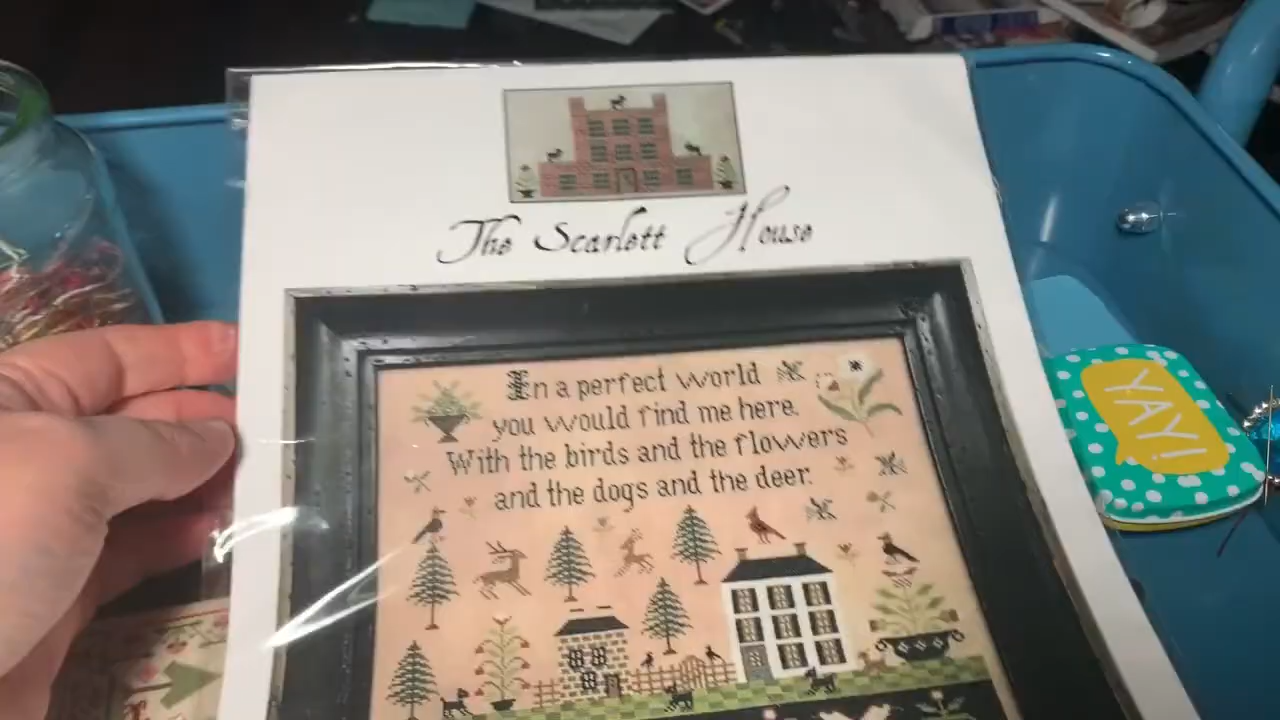 The Scarlett House
In a perfect world
you would find me here.
With the birds and the flowers
and the dogs and the deer.
YAY!